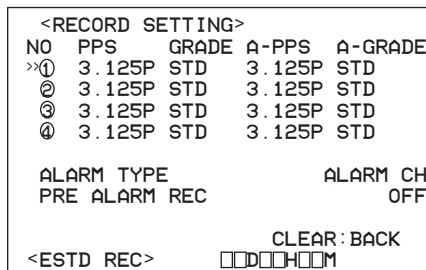 <RECORD SETTING>
NO PPS GRADE A-PPS A-GRADE
»① 3.125P STD 3.125P STD
② 3.125P STD 3.125P STD
③ 3.125P STD 3.125P STD
④ 3.125P STD 3.125P STD
ALARM TYPE ALARM CH
PRE ALARM REC OFF
CLEAR:BACK
<ESTD REC> □□D□□H□□M